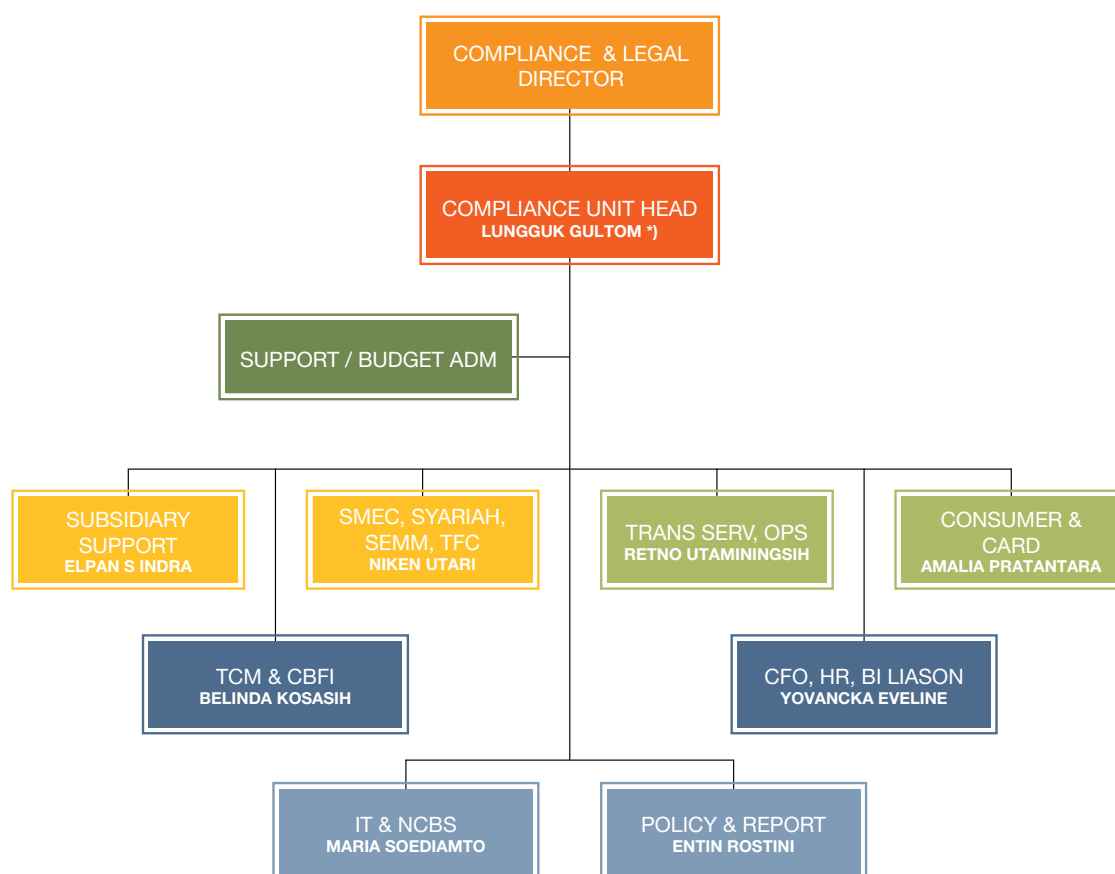 COMPLIANCE & LEGAL
DIRECTOR
COMPLIANCE UNIT HEAD
LUNGGUK GULTOM *)
SUPPORT / BUDGET ADM
SUBSIDIARY
SUPPORT
ELPAN S INDRA
SMEC, SYARIAH,
SEMM, TFC
NIKEN UTARI
TRANS SERV, OPS
RETNO UTAMININGSIH
CONSUMER &
CARD
AMALIA PRATANTARA
TCM & CBFI
BELINDA KOSASIH
CFO, HR, BI LIASON
YOVANCKA EVELINE
IT & NCBS
MARIA SOEDIAMTO
POLICY & REPORT
ENTIN ROSTINI